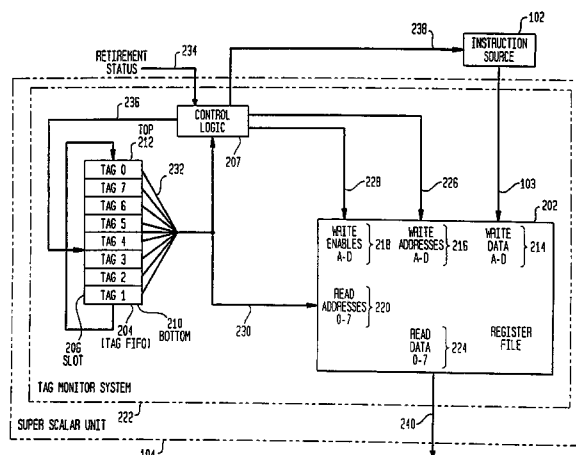 234
RETIREMENT
STATUS
238
102
INSTRUCTION
SOURCE
236
TOP
212
CONTROL
LOGIC
207
232
TAG 0
TAG 7
TAG 6
TAG 5
TAG 4
TAG 3
TAG 2
TAG 1
228
226
103
202
WRITE
ENABLES
A-D
218
WRITE
ADDRESSES
A-D
216
WRITE
DATA
A-D
214
READ
ADDRESSES
0-7
220
230
READ
DATA
0-7
224
REGISTER
FILE
206
SLOT
204
(TAG FIFO)
210
BOTTOM
TAG MONITOR SYSTEM
222
SUPER SCALAR UNIT
240
104